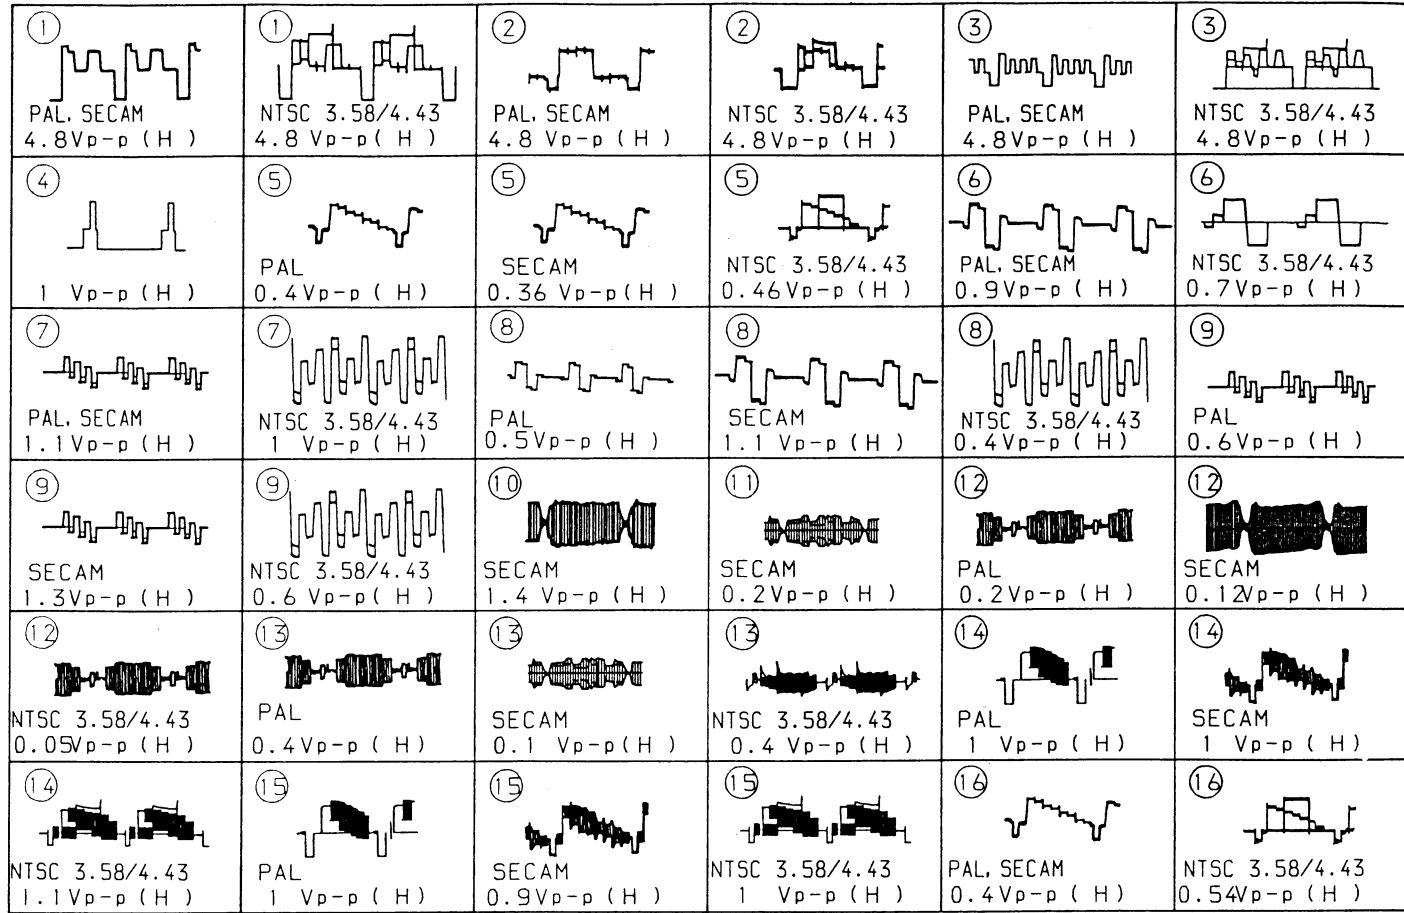 ①
PAL, SECAM
4.8Vp-p (H)
①
NTSC 3.58/4.43
4.8 Vp-p (H)
②
PAL, SECAM
4.8 Vp-p (H)
②
NTSC 3.58/4.43
4.8Vp-p (H)
③
PAL, SECAM
4.8Vp-p (H)
③
NTSC 3.58/4.43
4.8Vp-p (H)
④
1 Vp-p (H)
⑤
PAL
0.4Vp-p (H)
⑤
SECAM
0.36 Vp-p (H)
⑤
NTSC 3.58/4.43
0.46Vp-p (H)
⑥
PAL, SECAM
0.9Vp-p (H)
⑥
NTSC 3.58/4.43
0.7Vp-p (H)
⑦
PAL, SECAM
1.1Vp-p (H)
⑦
NTSC 3.58/4.43
1 Vp-p (H)
⑧
PAL
0.5Vp-p (H)
⑧
SECAM
1.1 Vp-p (H)
⑧
NTSC 3.58/4.43
0.4Vp-p (H)
⑨
PAL
0.6Vp-p (H)
⑨
SECAM
1.3Vp-p (H)
⑨
NTSC 3.58/4.43
0.6 Vp-p (H)
⑩
SECAM
1.4 Vp-p (H)
⑪
SECAM
0.2Vp-p (H)
⑫
PAL
0.2Vp-p (H)
⑫
SECAM
0.12Vp-p (H)
⑫
NTSC 3.58/4.43
0.05Vp-p (H)
⑬
PAL
0.4Vp-p (H)
⑬
SECAM
0.1 Vp-p (H)
⑬
NTSC 3.58/4.43
0.4 Vp-p (H)
⑭
PAL
1 Vp-p (H)
⑭
SECAM
1 Vp-p (H)
⑭
NTSC 3.58/4.43
1.1Vp-p (H)
⑮
PAL
1 Vp-p (H)
⑮
SECAM
0.9Vp-p (H)
⑮
NTSC 3.58/4.43
1 Vp-p (H)
⑯
PAL, SECAM
0.4Vp-p (H)
⑯
NTSC 3.58/4.43
0.54Vp-p (H)